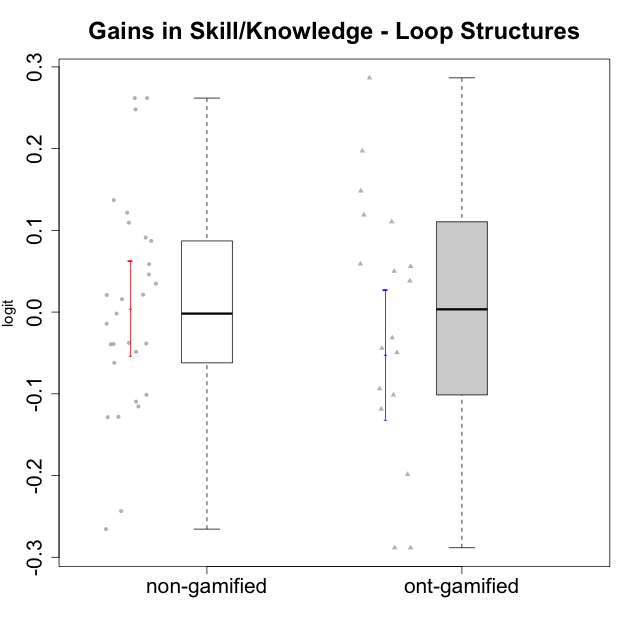 Gains in Skill/Knowledge - Loop Structures
logit
0.3
0.2
0.1
0.0
-0.1
-0.2
-0.3
non-gamified
ont-gamified